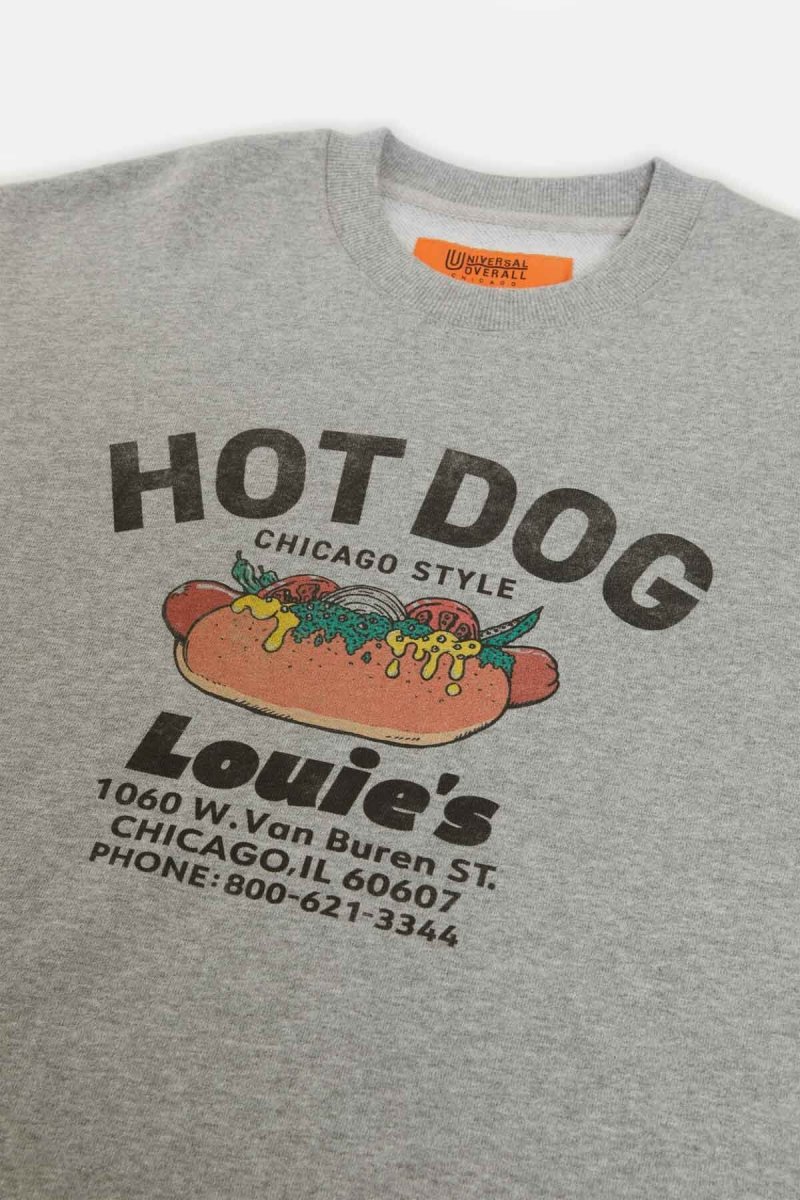 UNIVERSAL
OVERALL
CHICAGO
HOT DOG
CHICAGO STYLE
Louie's
1060 W. Van Buren ST.
CHICAGO, IL 60607
PHONE: 800-621-3344